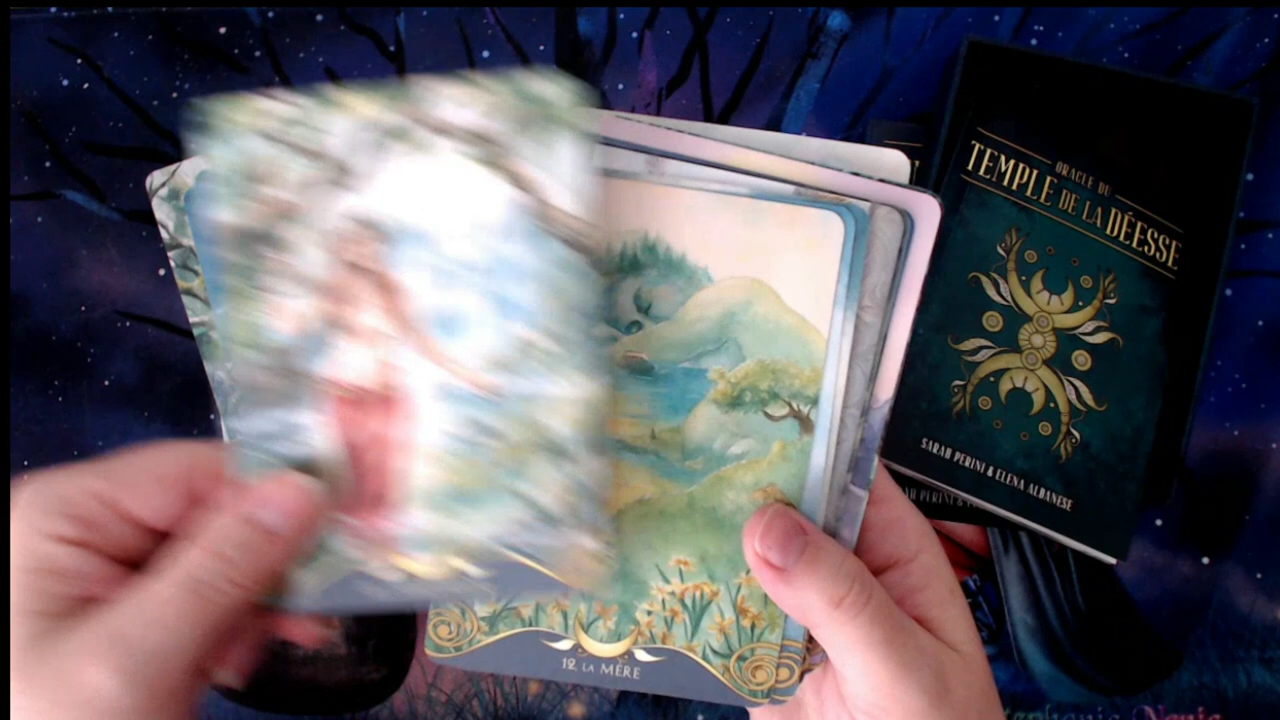 ORACLE DU
TEMPLE DE LA DÉESSE
SARAH PERINI & ELENA ALBANESE
12. LA MÈRE